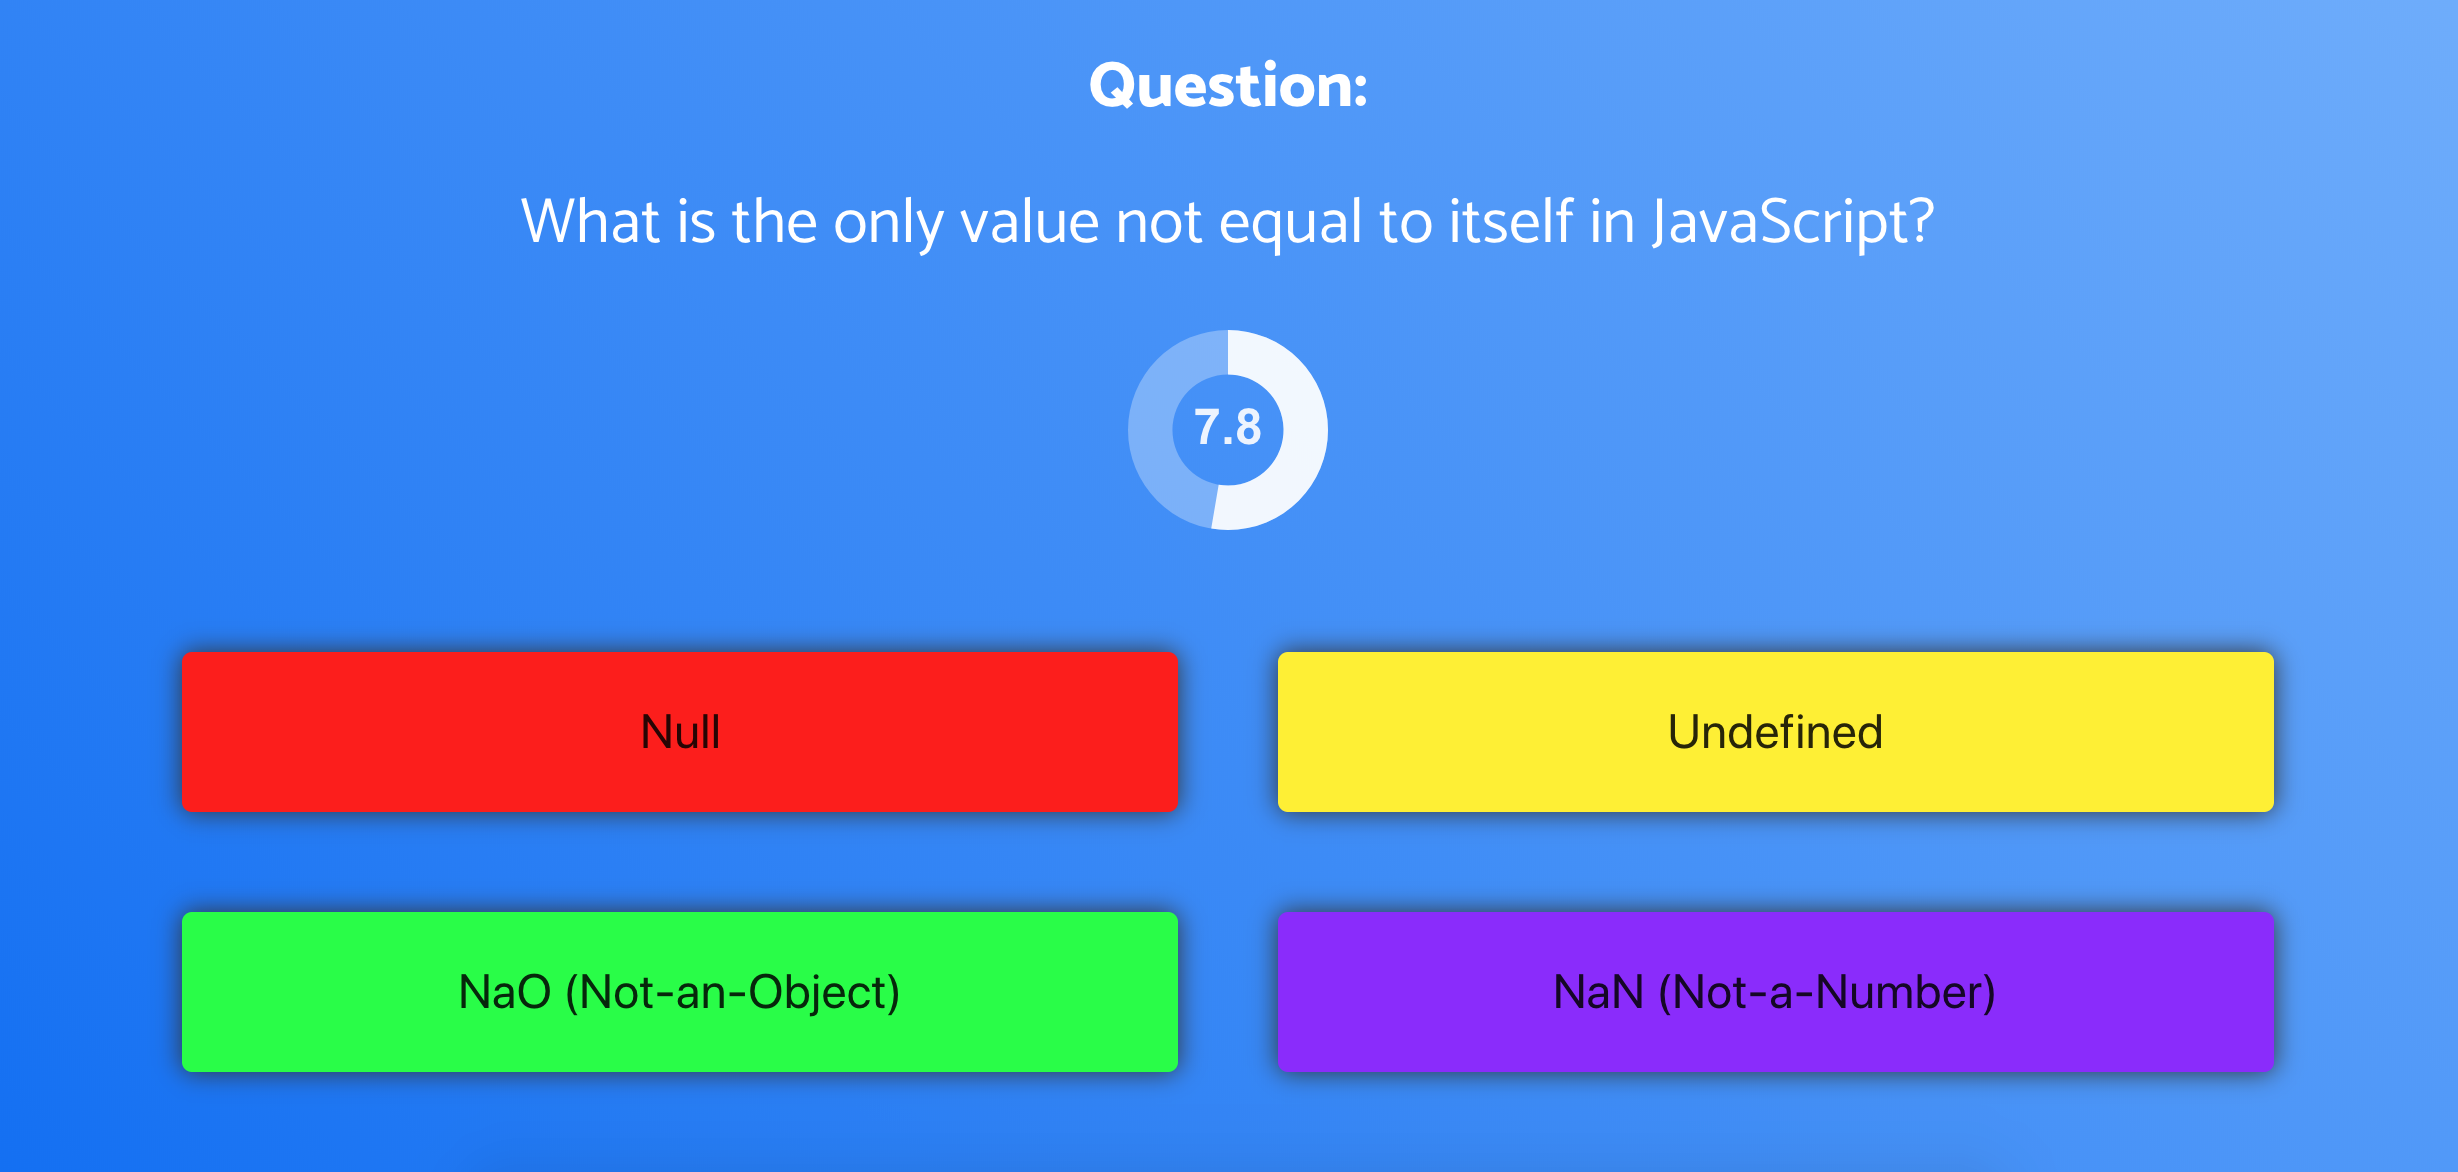 Question:
What is the only value not equal to itself in JavaScript?
7.8
Null
Undefined
NaO (Not-an-Object)
NaN (Not-a-Number)